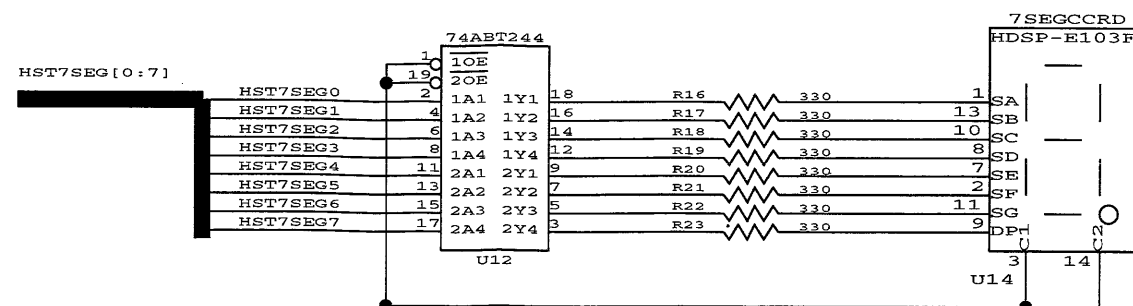 7SEGCCRD
74ABT244
HDSP-E103F
HST7SEG[0:7]
1 1OE
19 2OE
HST7SEG0 2 1A1 1Y1 18 R16 330 1 SA
HST7SEG1 4 1A2 1Y2 16 R17 330 13 SB
HST7SEG2 6 1A3 1Y3 14 R18 330 10 SC
HST7SEG3 8 1A4 1Y4 12 R19 330 8 SD
HST7SEG4 11 2A1 2Y1 9 R20 330 7 SE
HST7SEG5 13 2A2 2Y2 7 R21 330 2 SF
HST7SEG6 15 2A3 2Y3 5 R22 330 11 SG
HST7SEG7 17 2A4 2Y4 3 R23 330 9 DP
C1 C2
U12
3 14
U14